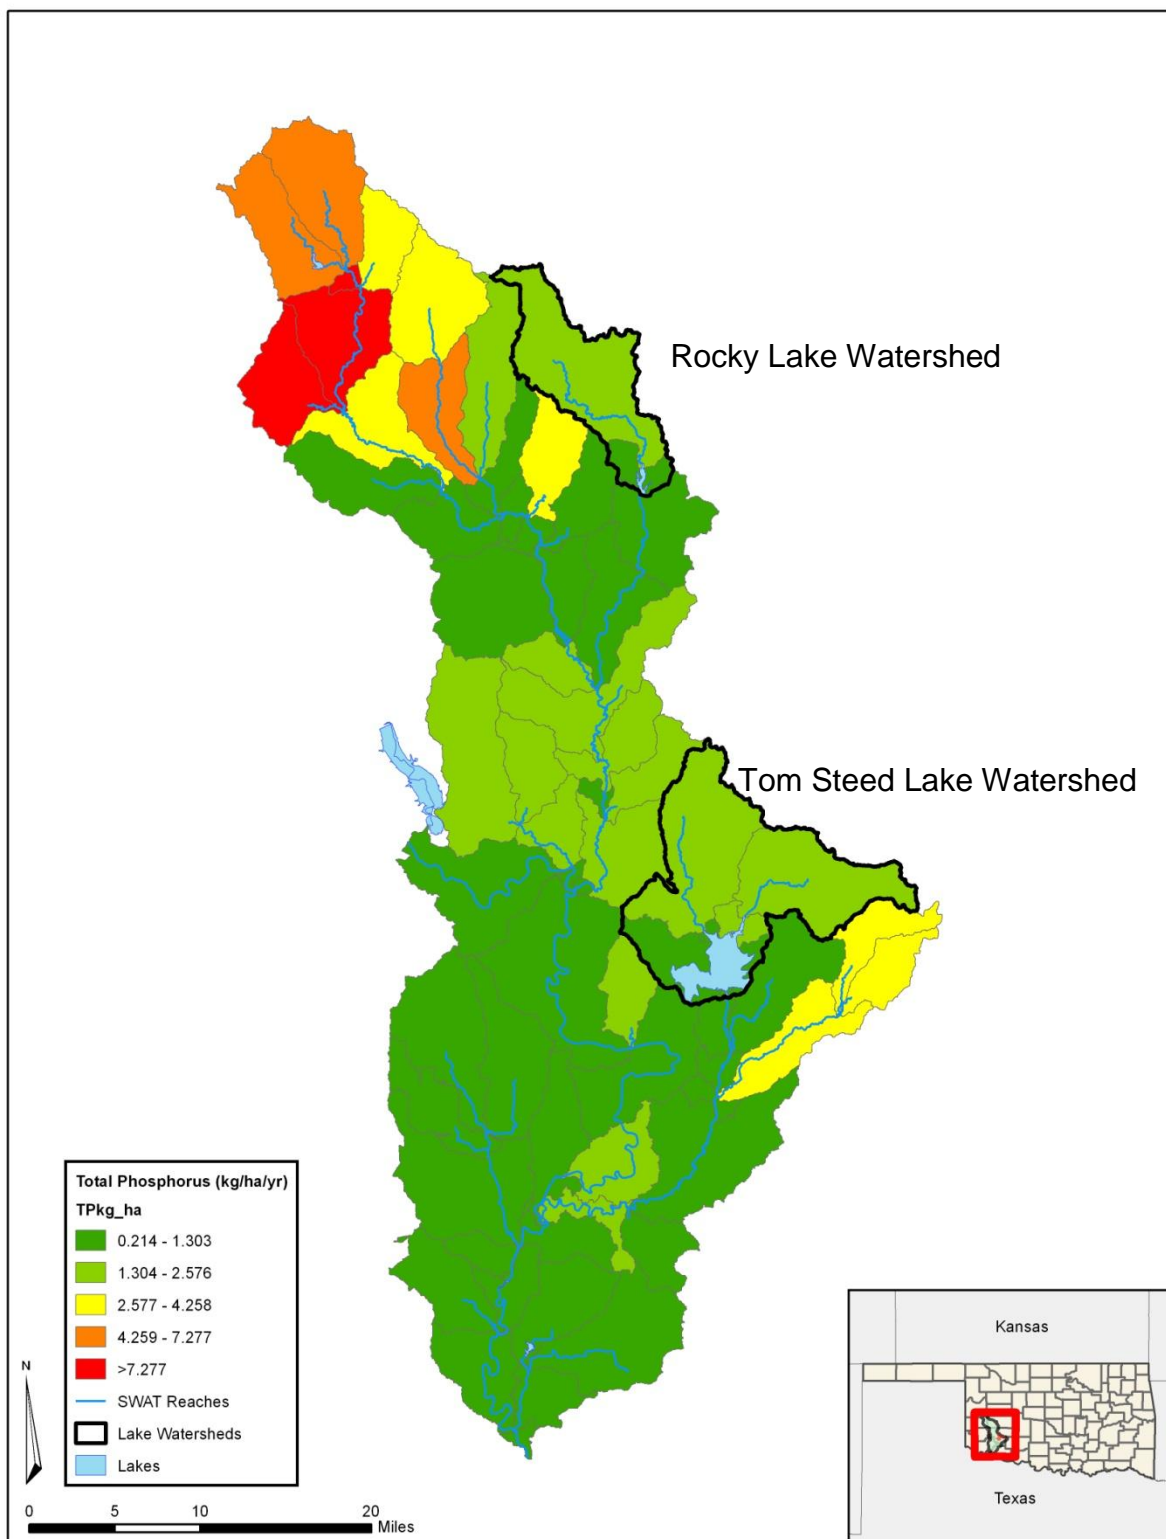 Rocky Lake Watershed
Tom Steed Lake Watershed
Total Phosphorus (kg/ha/yr)
TPkg_ha
0.214 - 1.303
1.304 - 2.576
2.577 - 4.258
4.259 - 7.277
>7.277
SWAT Reaches
Lake Watersheds
Lakes
N
0 5 10 20
Miles
Kansas
Texas